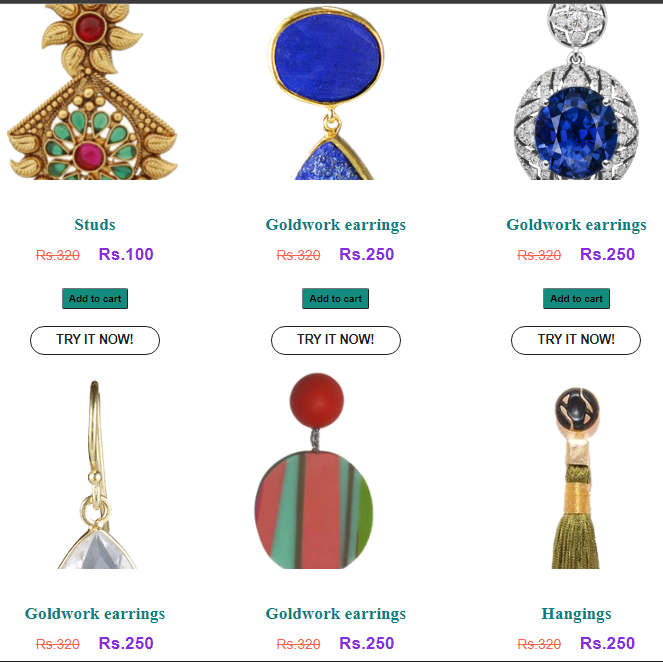 Studs Goldwork earrings Goldwork earrings
Rs.320 Rs.100 Rs.320 Rs.250 Rs.320 Rs.250
Add to cart Add to cart Add to cart
TRY IT NOW! TRY IT NOW! TRY IT NOW!
Goldwork earrings Goldwork earrings Hangings
Rs.320 Rs.250 Rs.320 Rs.250 Rs.320 Rs.250